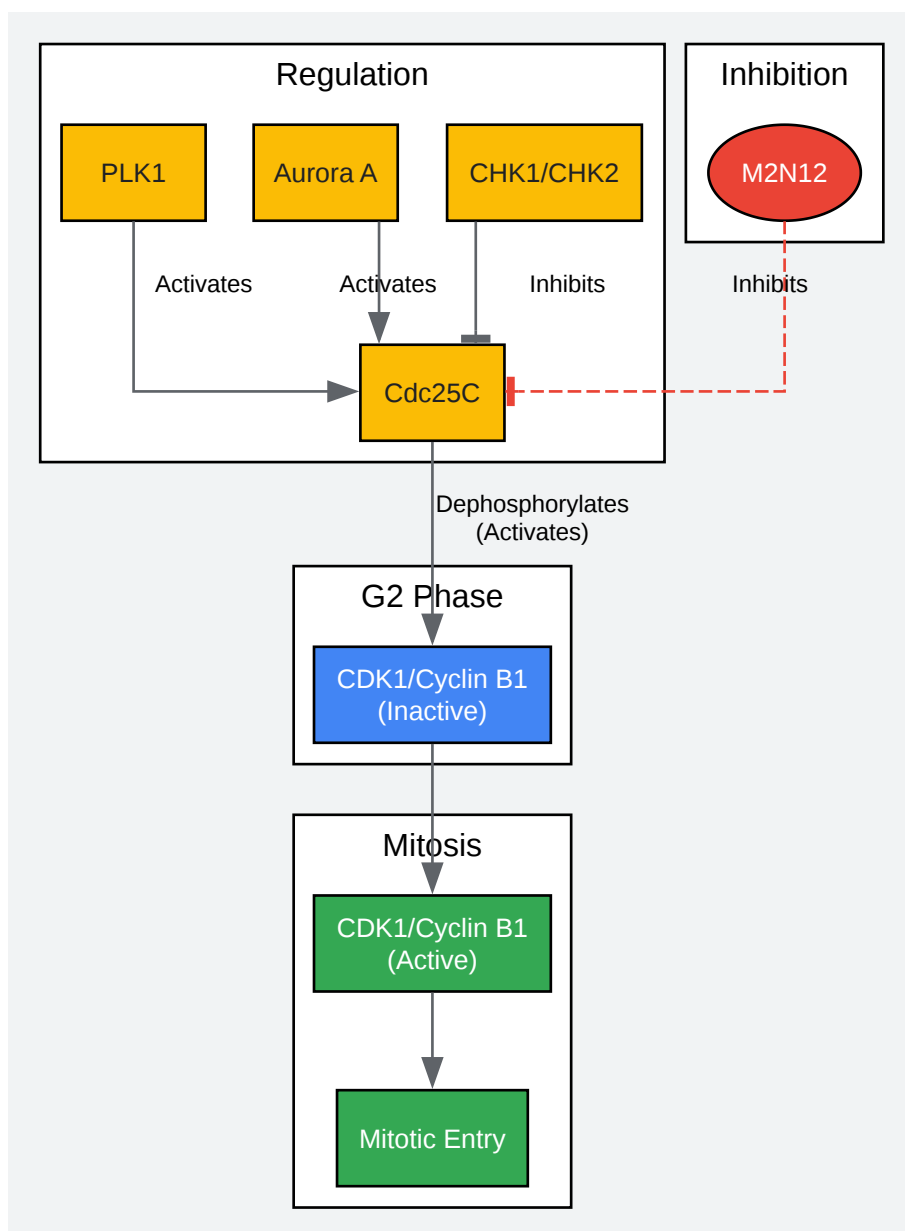 Regulation
Inhibition
PLK1
Aurora A
CHK1/CHK2
M2N12
Activates
Activates
Inhibits
Inhibits
Cdc25C
Dephosphorylates
(Activates)
G2 Phase
CDK1/Cyclin B1
(Inactive)
Mitosis
CDK1/Cyclin B1
(Active)
Mitotic Entry